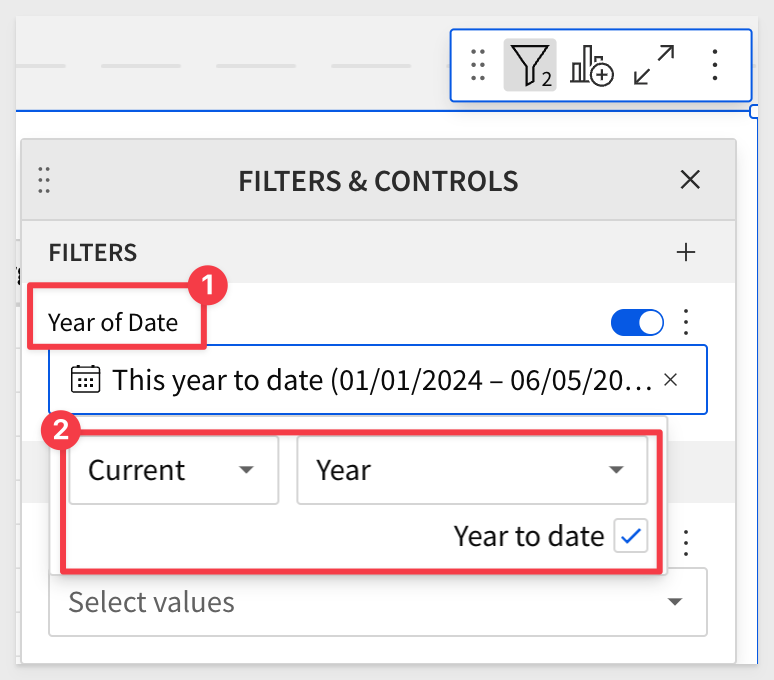 2
FILTERS & CONTROLS
FILTERS
1
Year of Date
This year to date (01/01/2024 – 06/05/20…
2
Current
Year
Year to date
Select values